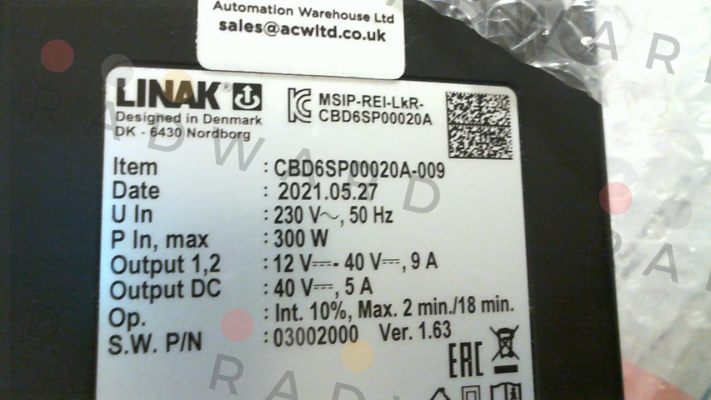 Automation Warehouse Ltd
sales@acwltd.co.uk
LINAK®
Designed in Denmark
DK - 6430 Nordborg
MSIP-REI-LkR-
CBD6SP00020A
Item : CBD6SP00020A-009
Date : 2021.05.27
U In : 230 V~, 50 Hz
P In, max : 300 W
Output 1,2 : 12 V⎓ - 40 V⎓, 9 A
Output DC : 40 V⎓, 5 A
Op. : Int. 10%, Max. 2 min./18 min.
S.W. P/N : 03002000 Ver. 1.63
EAC
RADWARD
RADWARD